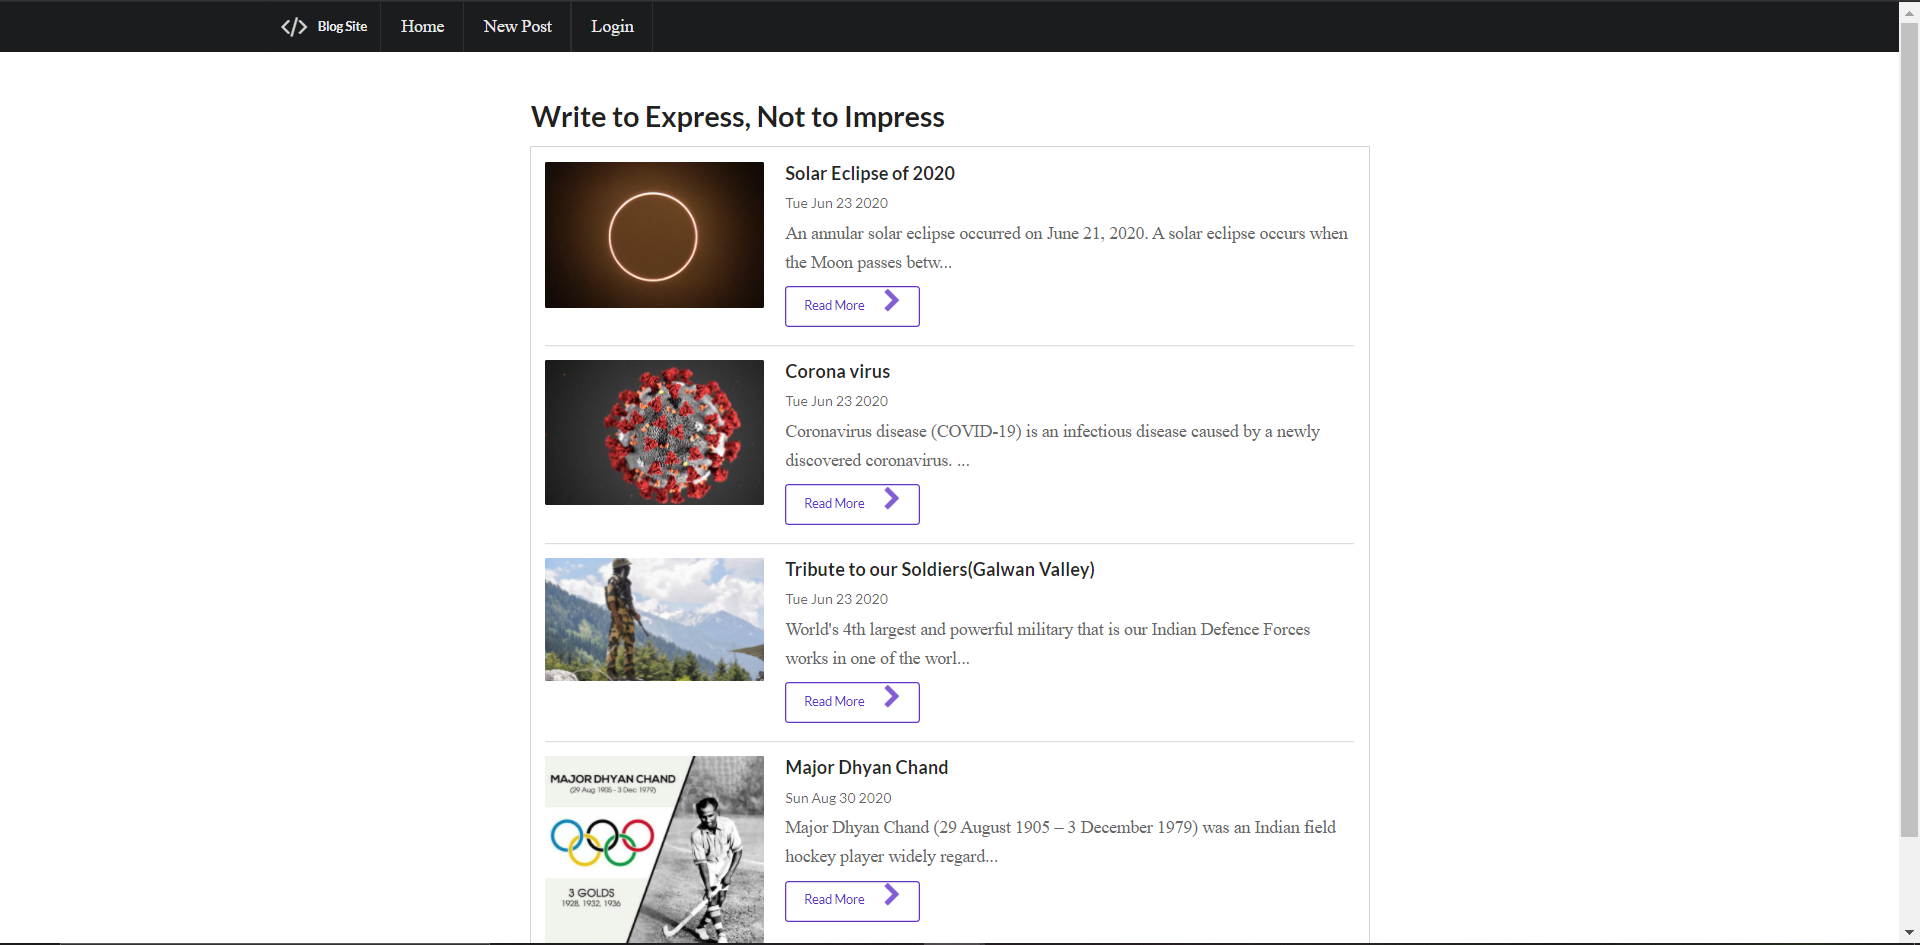 Blog Site
Home
New Post
Login
Write to Express, Not to Impress
Solar Eclipse of 2020
Tue Jun 23 2020
An annular solar eclipse occurred on June 21, 2020. A solar eclipse occurs when
the Moon passes betw...
Read More
Corona virus
Tue Jun 23 2020
Coronavirus disease (COVID-19) is an infectious disease caused by a newly
discovered coronavirus. ...
Read More
Tribute to our Soldiers(Galwan Valley)
Tue Jun 23 2020
World's 4th largest and powerful military that is our Indian Defence Forces
works in one of the worl...
Read More
MAJOR DHYAN CHAND
(29 Aug 1905 - 3 Dec 1979)
3 GOLDS
1928, 1932, 1936
Major Dhyan Chand
Sun Aug 30 2020
Major Dhyan Chand (29 August 1905 – 3 December 1979) was an Indian field
hockey player widely regard...
Read More